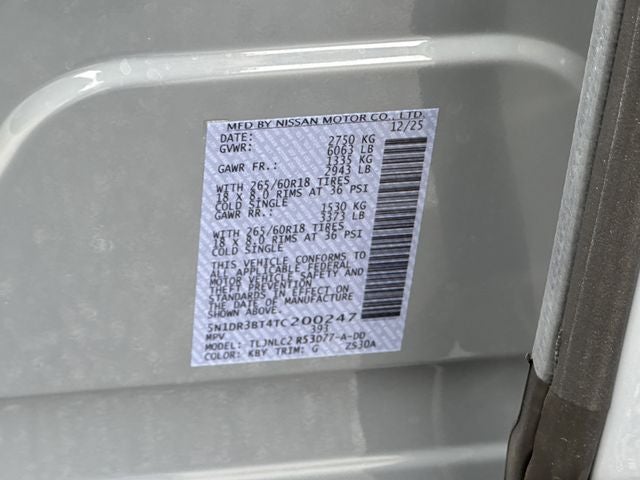 MFD BY NISSAN MOTOR CO., LTD.
DATE: 12/25
GVWR: 2750 KG
6063 LB
GAWR FR.: 1335 KG
2943 LB
WITH 265/60R18 TIRES
18 X 8.0 RIMS AT 36 PSI
COLD SINGLE
GAWR RR.: 1530 KG
3373 LB
WITH 265/60R18 TIRES
18 X 8.0 RIMS AT 36 PSI
COLD SINGLE
THIS VEHICLE CONFORMS TO
ALL APPLICABLE FEDERAL
MOTOR VEHICLE SAFETY AND
THEFT PREVENTION
STANDARDS IN EFFECT ON
THE DATE OF MANUFACTURE
SHOWN ABOVE.
5N1DR3BT4TC200247
MPV 393
MODEL: TLJNLC2 R53D77-A-DD
COLOR: KBY TRIM: G ZS30A